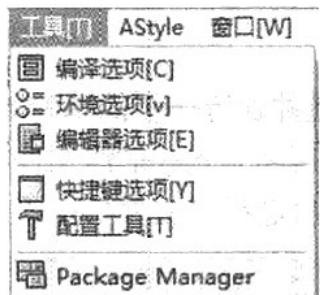 工具[T] AStyle 窗口[W]
编译选项[C]
环境选项[v]
编辑器选项[E]
快捷键选项[Y]
配置工具[T]
Package Manager